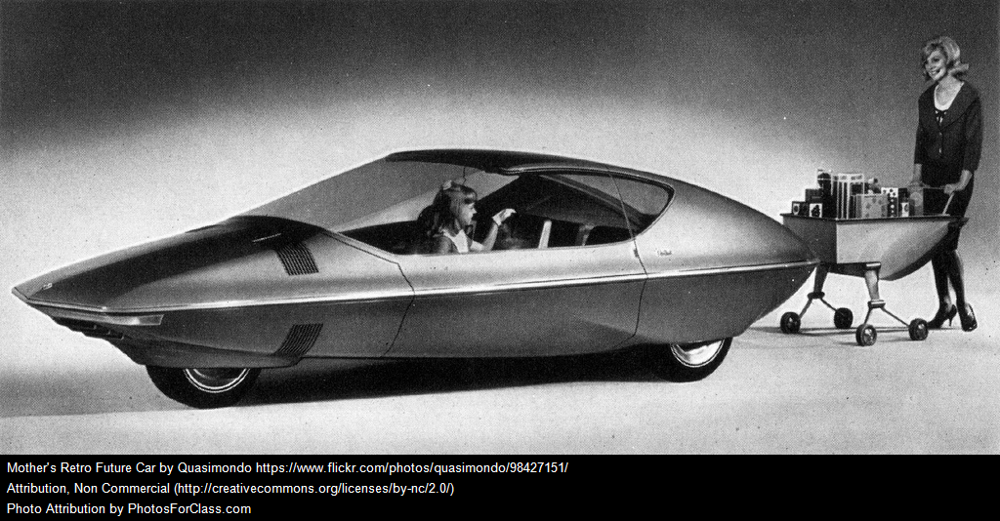 Mother's Retro Future Car by Quasimondo https://www.flickr.com/photos/quasimondo/98427151/
Attribution, Non Commercial (http://creativecommons.org/licenses/by-nc/2.0/)
Photo Attribution by PhotosForClass.com